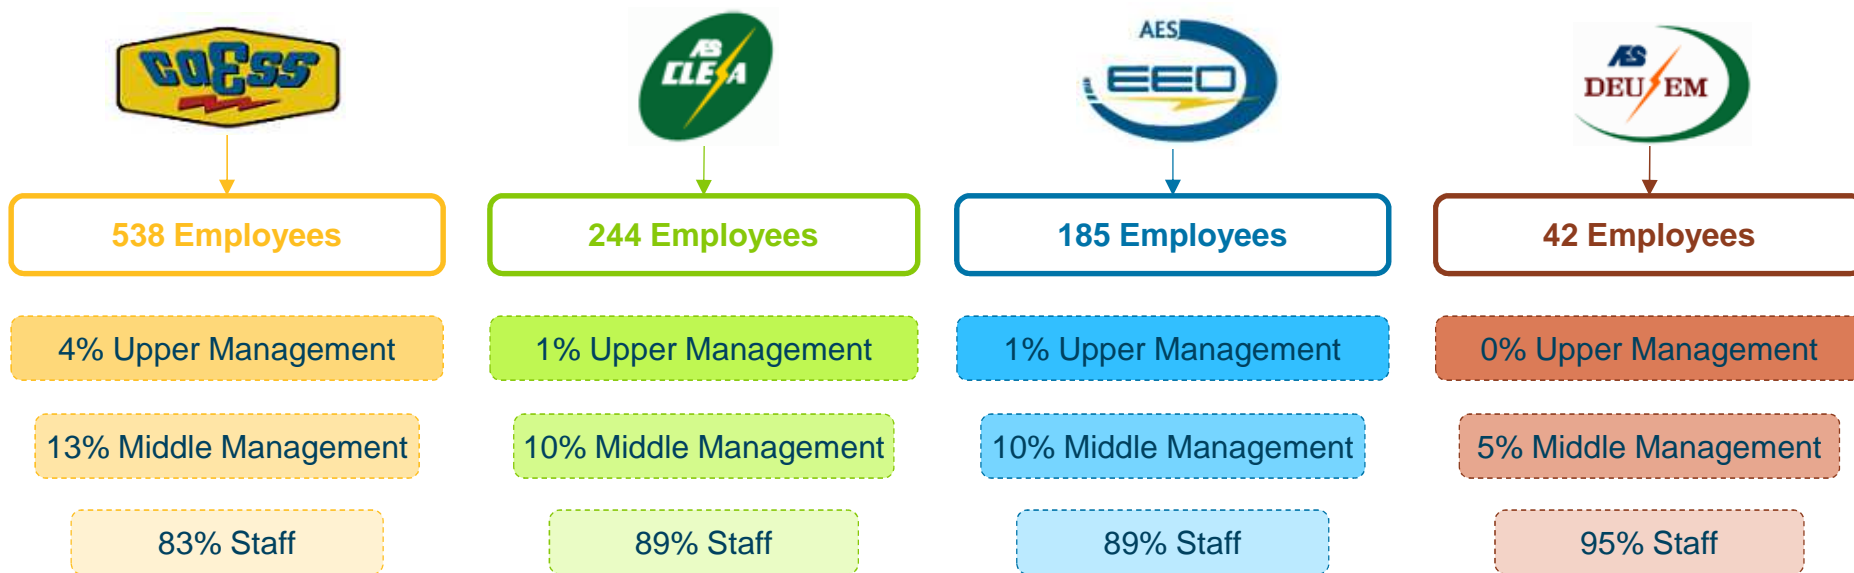 CAESS
AES
CLESA
AES
EEO
AES
DEUSEM
538 Employees
244 Employees
185 Employees
42 Employees
4% Upper Management
1% Upper Management
1% Upper Management
0% Upper Management
13% Middle Management
10% Middle Management
10% Middle Management
5% Middle Management
83% Staff
89% Staff
89% Staff
95% Staff